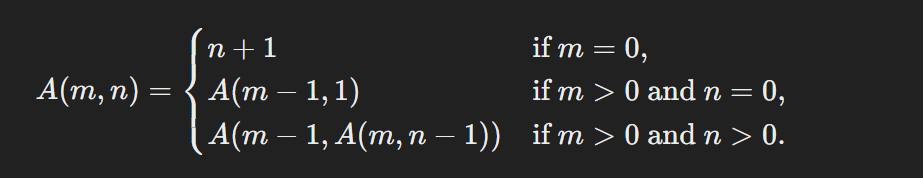 n + 1 if m = 0,
A(m, n) = { A(m − 1, 1) if m > 0 and n = 0,
A(m − 1, A(m, n − 1)) if m > 0 and n > 0.